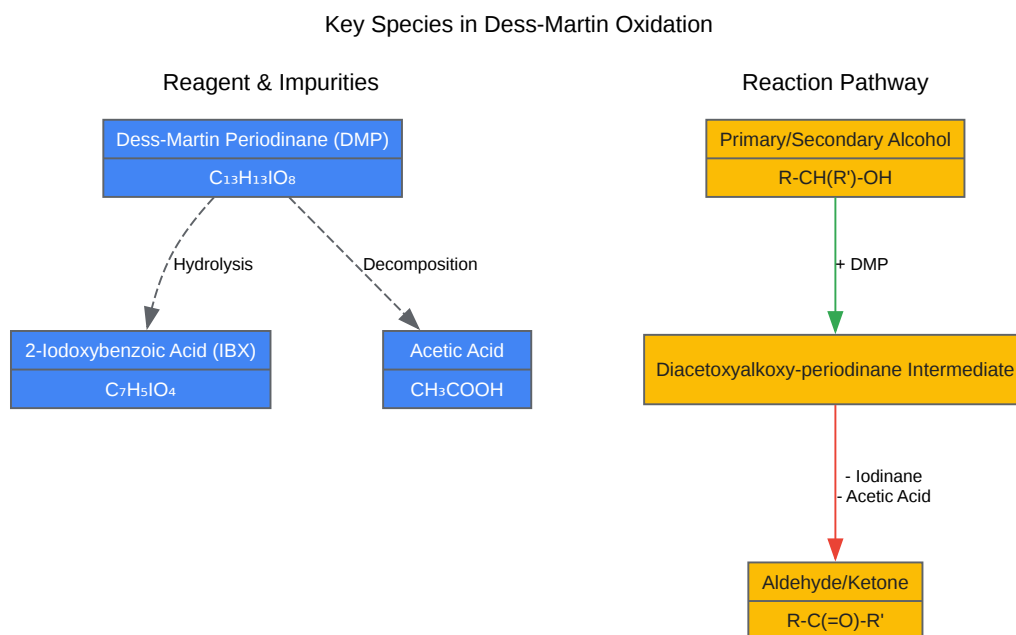 Key Species in Dess-Martin Oxidation
Reagent & Impurities
Dess-Martin Periodinane (DMP)
C₁₃H₁₃IO₈
Hydrolysis
Decomposition
2-Iodoxybenzoic Acid (IBX)
C₇H₅IO₄
Acetic Acid
CH₃COOH
Reaction Pathway
Primary/Secondary Alcohol
R-CH(R')-OH
+ DMP
Diacetoxyalkoxy-periodinane Intermediate
- Iodinane
- Acetic Acid
Aldehyde/Ketone
R-C(=O)-R'